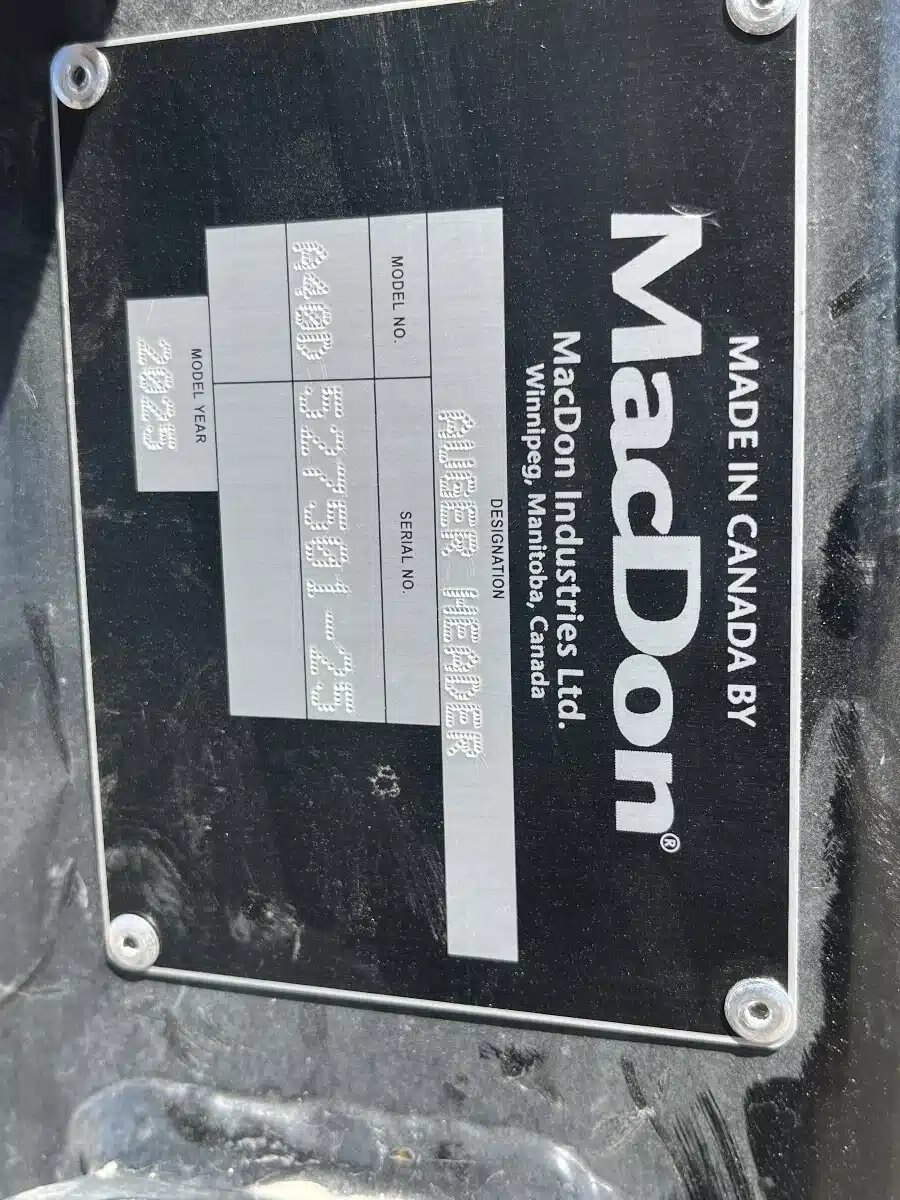 MADE IN CANADA BY
MacDon®
MacDon Industries Ltd.
Winnipeg, Manitoba, Canada
DESIGNATION
AUGER HEADER
MODEL NO. SERIAL NO.
A40D 527501-25
MODEL YEAR
2025